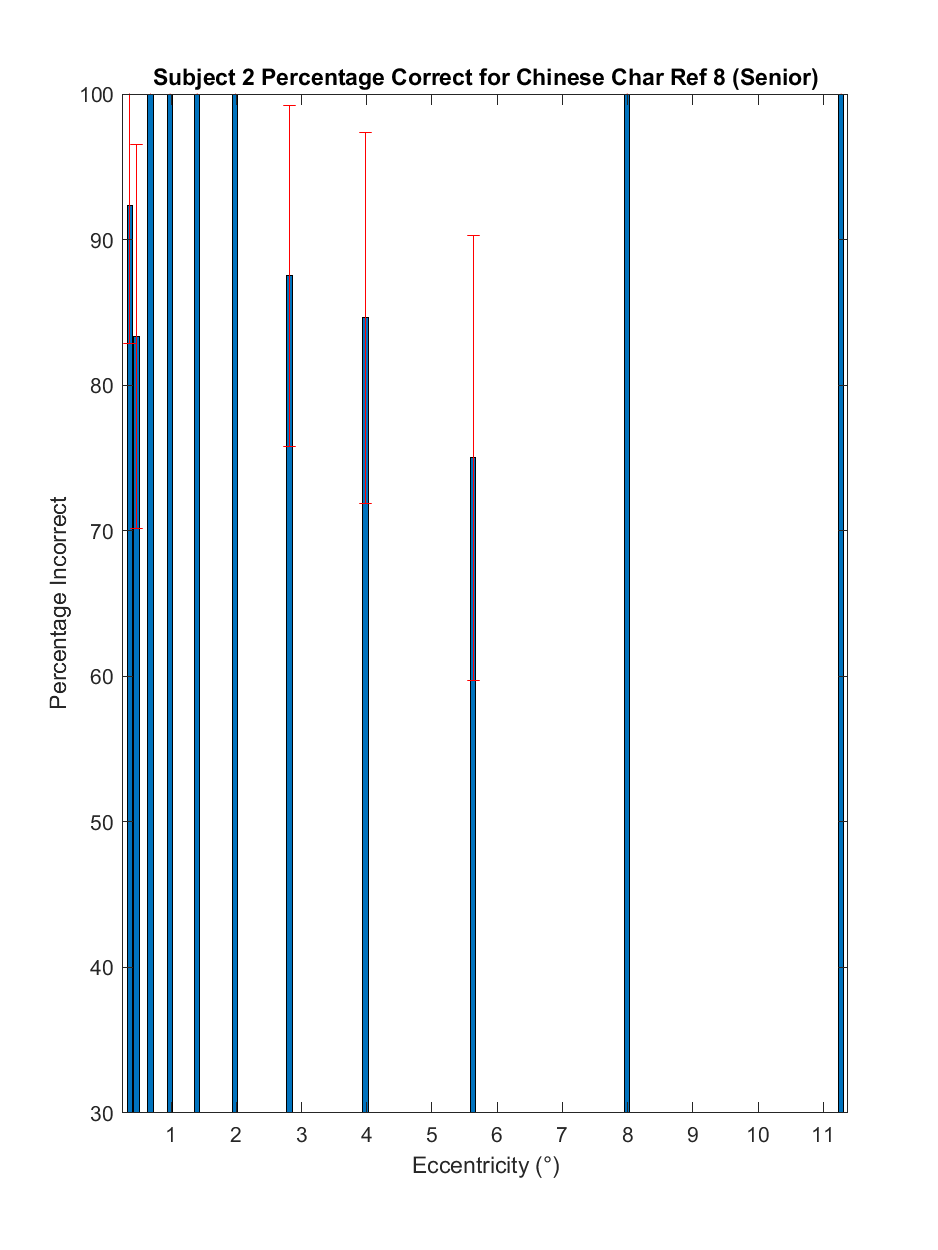 Subject 2 Percentage Correct for Chinese Char Ref 8 (Senior)
100
90
80
70
60
50
40
30
Percentage Incorrect
1 2 3 4 5 6 7 8 9 10 11
Eccentricity (°)